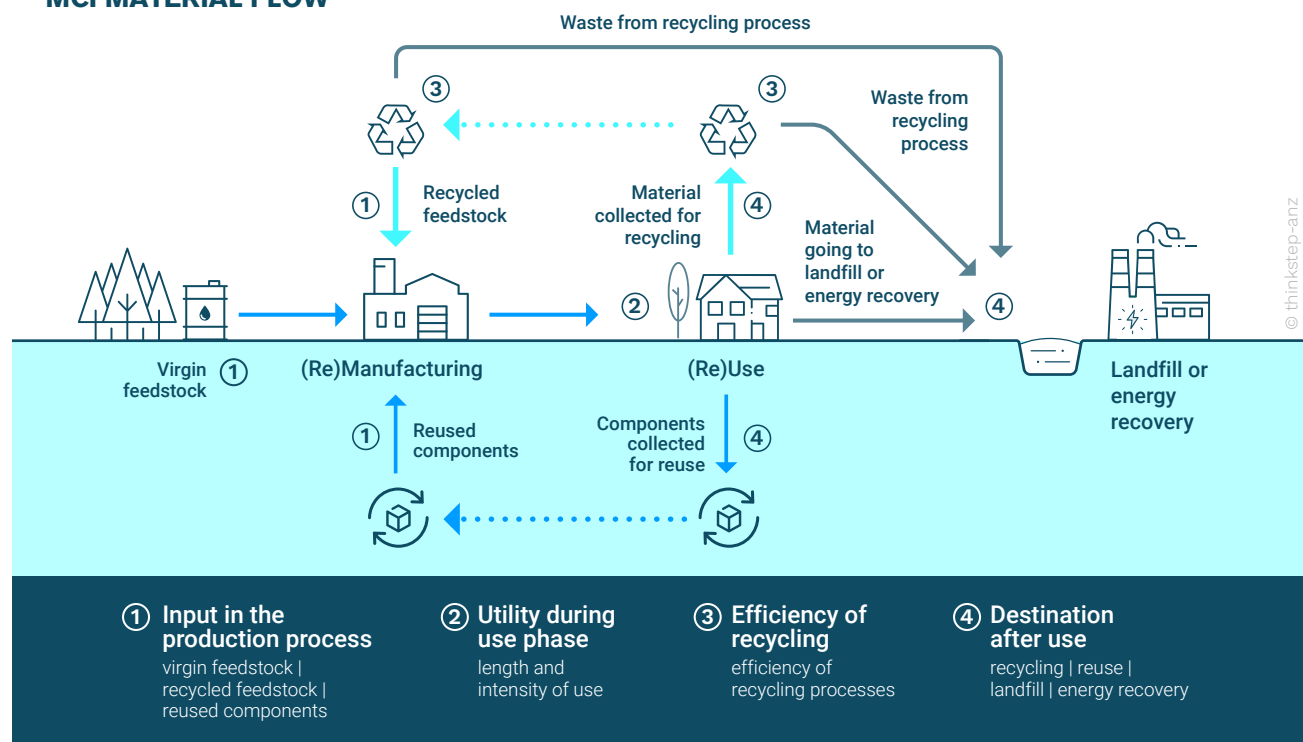 MCI MATERIAL FLOW
Waste from recycling process
3
3
Waste from
recycling
process
1
Recycled
feedstock
Material
collected for
recycling
4
Material
going to
landfill or
energy recovery
2
4
© thinkstep-anz
Virgin
feedstock
1
(Re)Manufacturing
(Re)Use
Landfill or
energy
recovery
1
Reused
components
Components
collected
for reuse
4
1 Input in the
production process
virgin feedstock |
recycled feedstock |
reused components
2 Utility during
use phase
length and
intensity of use
3 Efficiency of
recycling
efficiency of
recycling processes
4 Destination
after use
recycling | reuse |
landfill | energy recovery